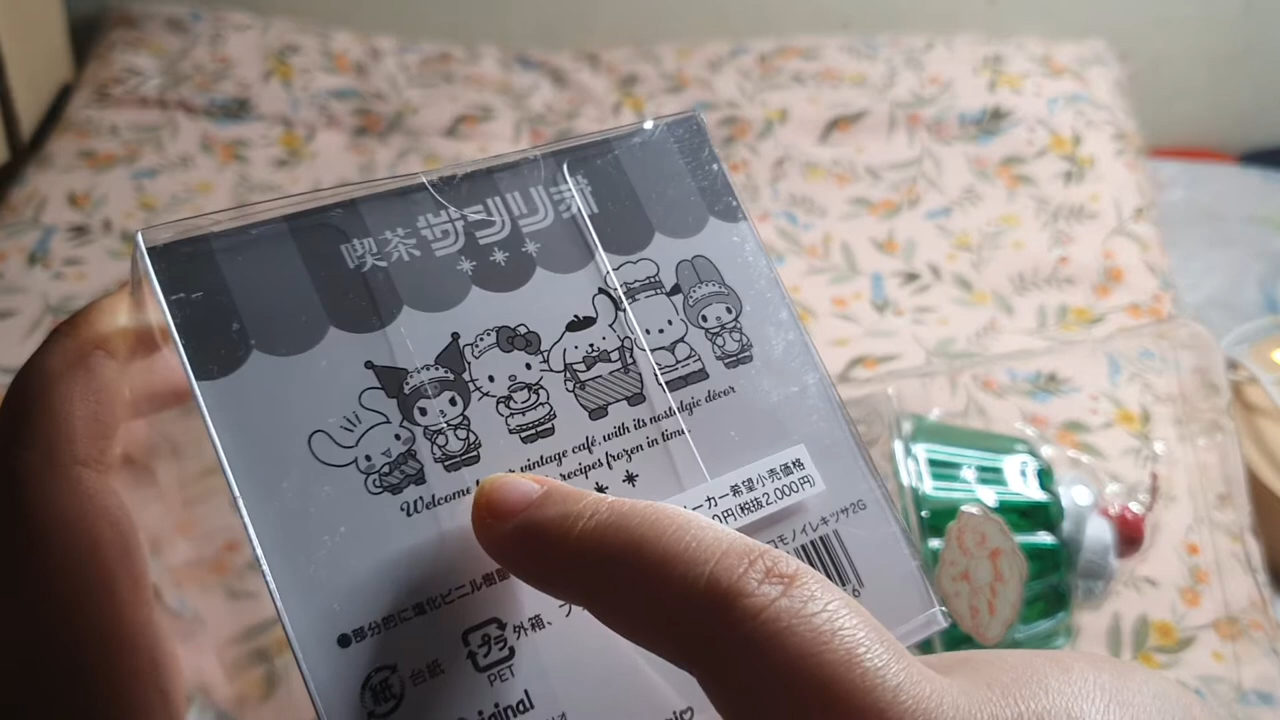 喫茶サンリオ
Welcome vintage café, with its nostalgic décor
recipes frozen in time.
ーカー希望小売価格
0円(税抜2,000円)
コモノイレキツサ2G
6
●部分的に塩化ビニル樹脂
プラ 外箱、
PET
紙 台紙
iginal